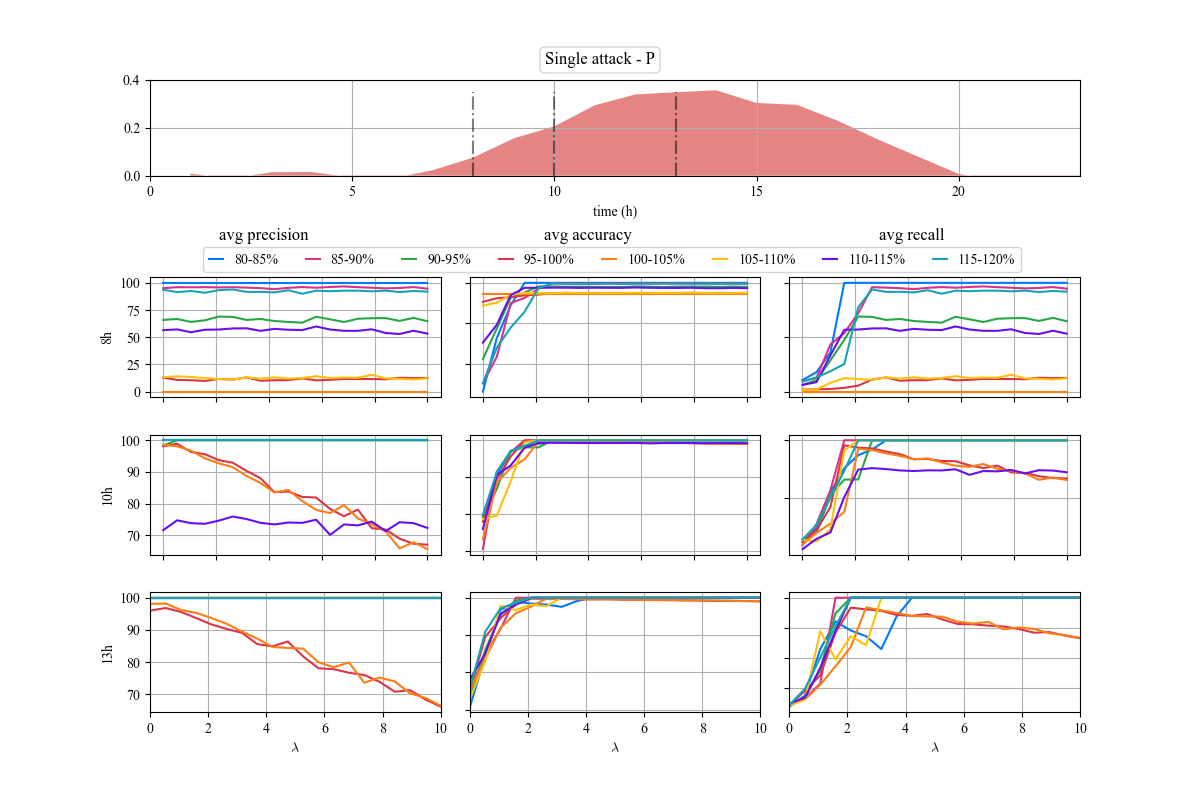 Single attack - P
0.4
0.2
0.0
0 5 10 15 20
time (h)
avg precision avg accuracy avg recall
80-85% 85-90% 90-95% 95-100% 100-105% 105-110% 110-115% 115-120%
100
75
50
25
0
8h
100
90
80
70
10h
100
90
80
70
13h
0 2 4 6 8 10 0 2 4 6 8 10 0 2 4 6 8 10
λ λ λ